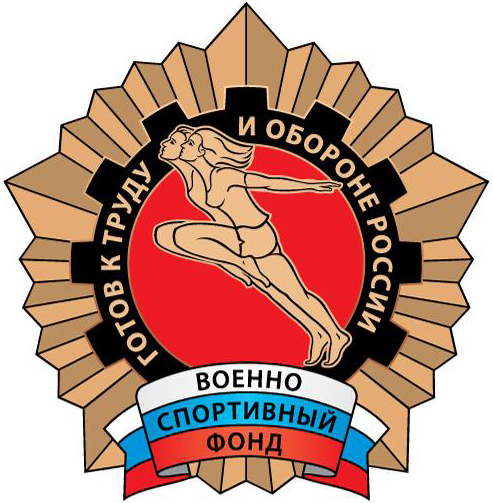 ГОТОВ К ТРУДУ
И ОБОРОНЕ РОССИИ
ВОЕННО
СПОРТИВНЫЙ
ФОНД